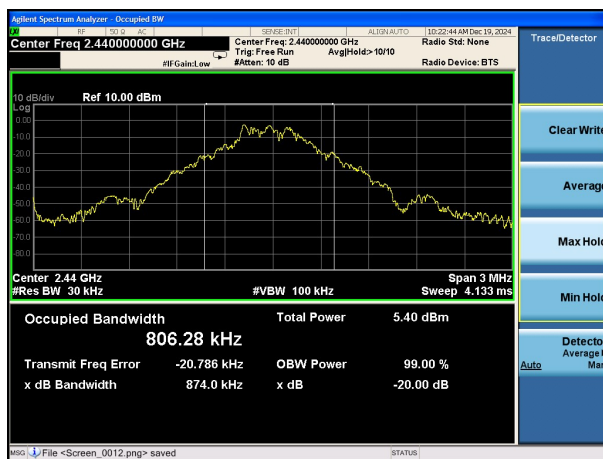 Agilent Spectrum Analyzer - Occupied BW
RF 50 Ω AC SENSE:INT ALIGN AUTO 10:22:44 AM Dec 19, 2024
Center Freq 2.440000000 GHz
Center Freq: 2.440000000 GHz
Radio Std: None
Trig: Free Run
Avg|Hold:> 10/10
#IFGain:Low
#Atten: 10 dB
Radio Device: BTS
Trace/Detector
10 dB/div
Ref 10.00 dBm
Log
0.00
-10.0
-20.0
-30.0
-40.0
-50.0
-60.0
-70.0
-80.0
Center 2.44 GHz
Span 3 MHz
#Res BW 30 kHz
#VBW 100 kHz
Sweep 4.133 ms
Occupied Bandwidth
806.28 kHz
Total Power
5.40 dBm
Transmit Freq Error
-20.786 kHz
OBW Power
99.00 %
x dB Bandwidth
874.0 kHz
x dB
-20.00 dB
Clear Write
Average
Max Hold
Min Hold
Detecto
Average
Auto
Ma
MSG
File <Screen_0012.png> saved
STATUS